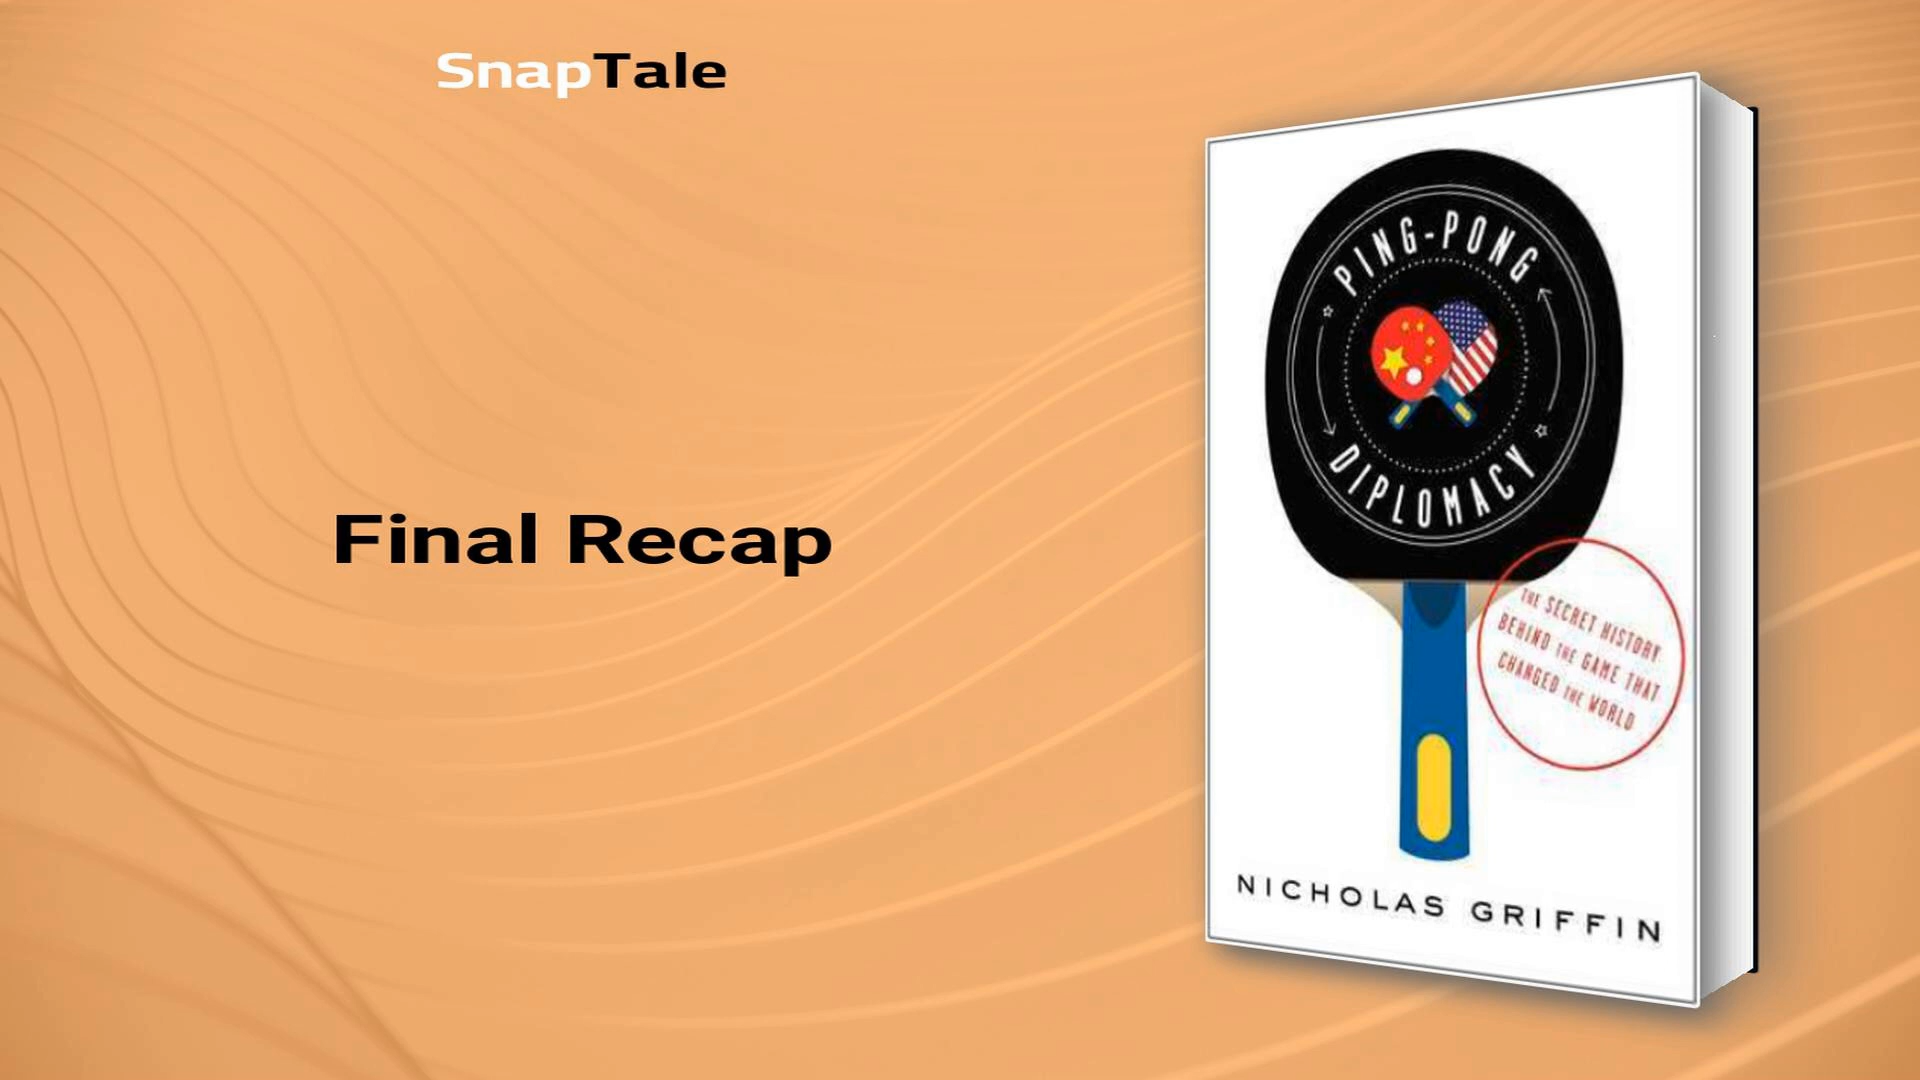 SnapTale
Final Recap
PING-PONG
DIPLOMACY
THE SECRET HISTORY
BEHIND THE GAME THAT
CHANGED THE WORLD
NICHOLAS GRIFFIN